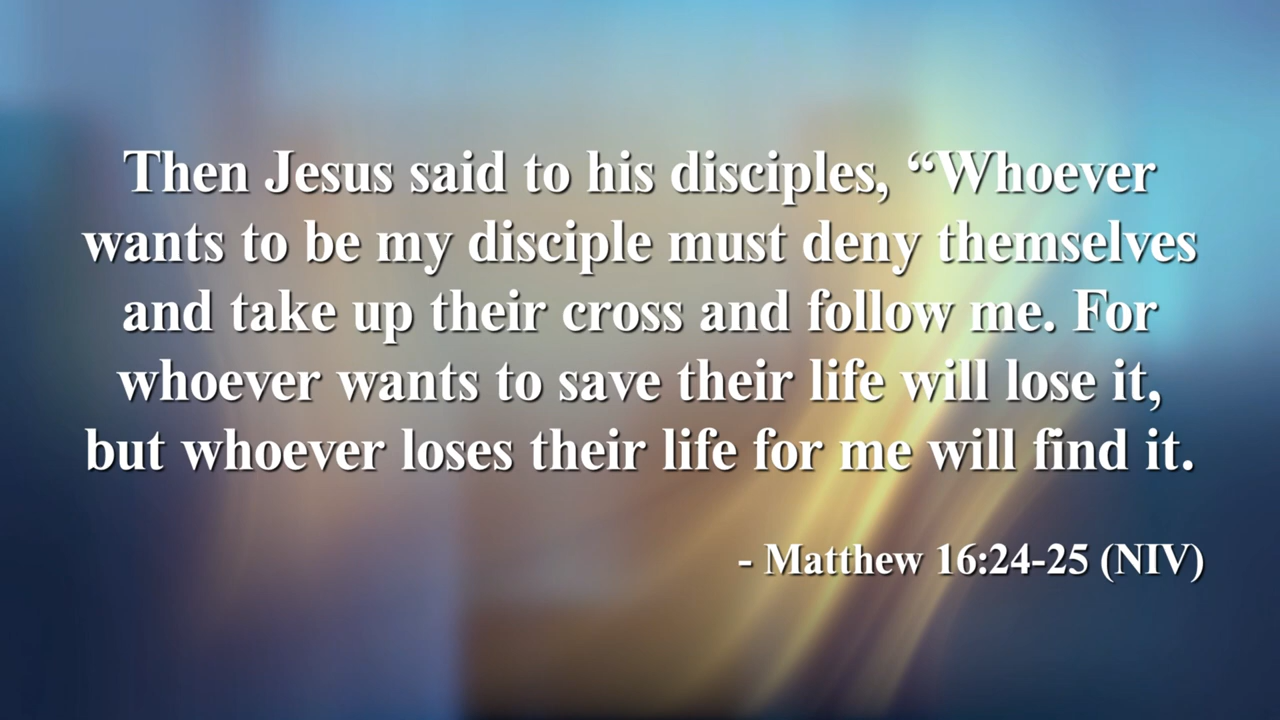 Then Jesus said to his disciples, “Whoever
wants to be my disciple must deny themselves
and take up their cross and follow me. For
whoever wants to save their life will lose it,
but whoever loses their life for me will find it.
- Matthew 16:24-25 (NIV)